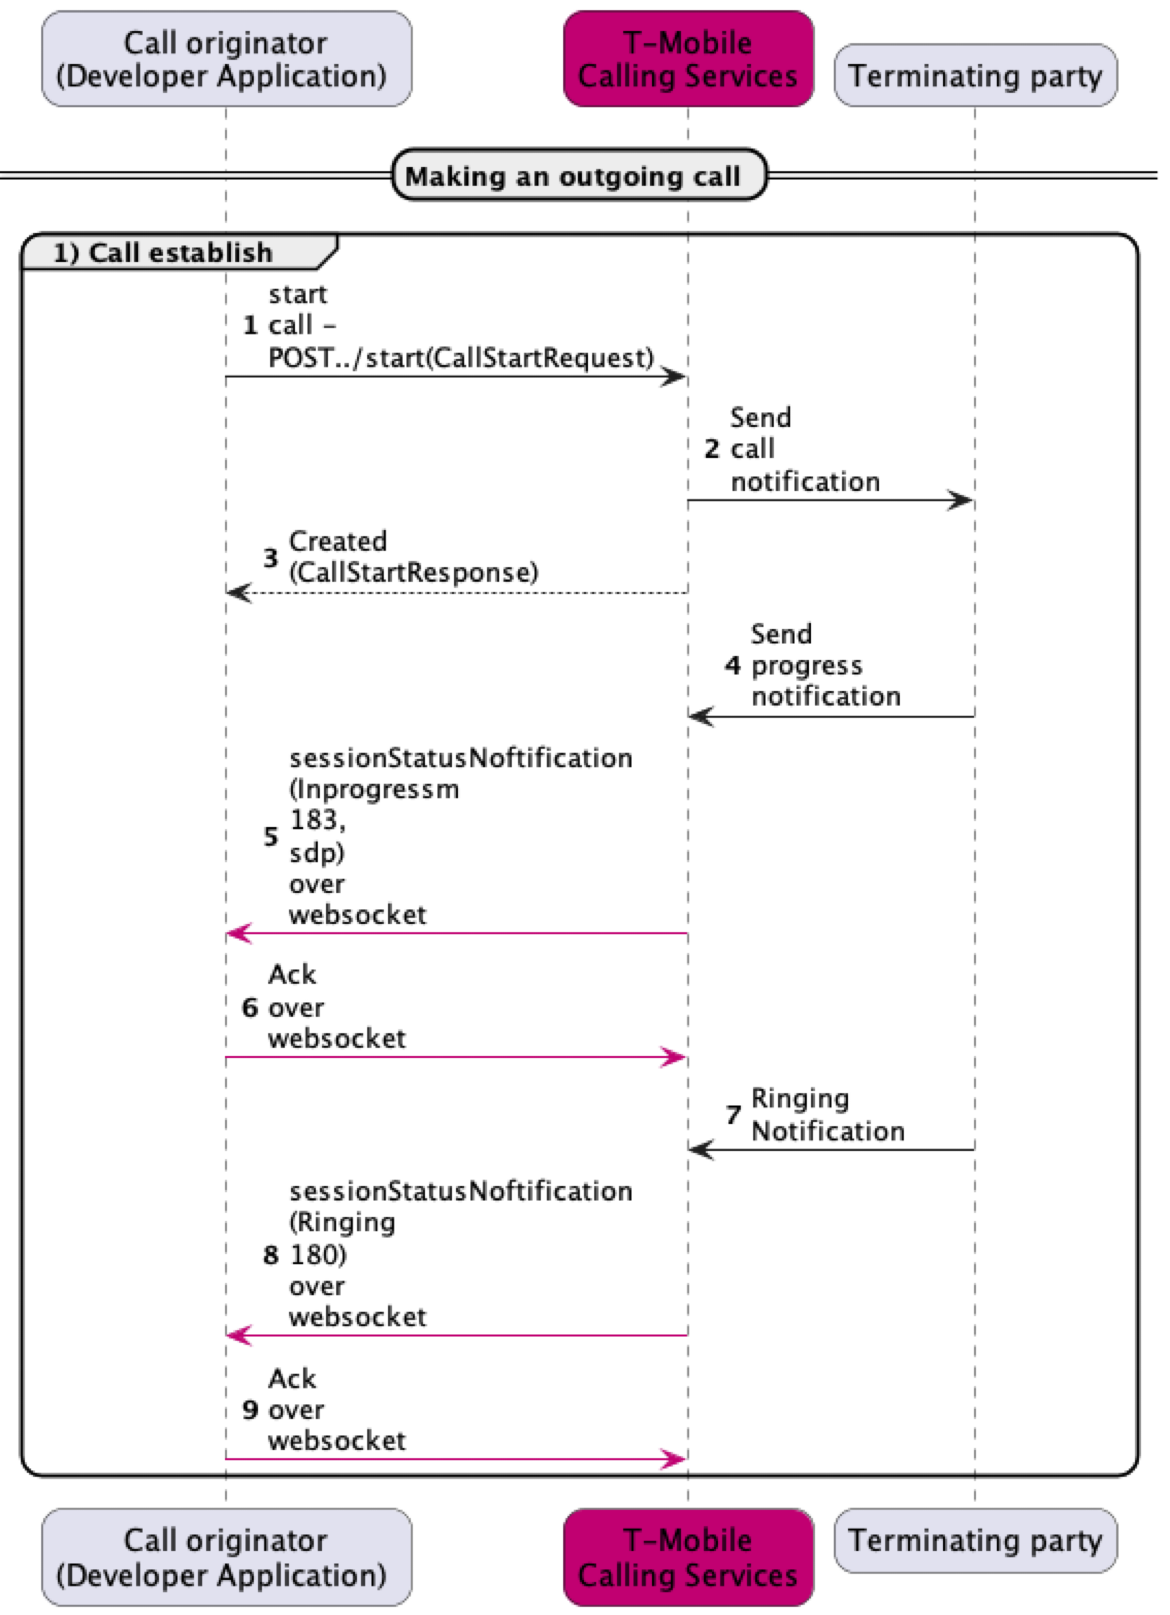 Call originator
(Developer Application)
T-Mobile
Calling Services
Terminating party
Making an outgoing call
1) Call establish
start
1 call -
POST../start(CallStartRequest)
Send
2 call
notification
Created
3
(CallStartResponse)
Send
4 progress
notification
sessionStatusNoftification
(Inprogressm
183,
5
sdp)
over
websocket
Ack
6 over
websocket
Ringing
7
Notification
sessionStatusNoftification
(Ringing
8 180)
over
websocket
Ack
9 over
websocket
Call originator
(Developer Application)
T-Mobile
Calling Services
Terminating party